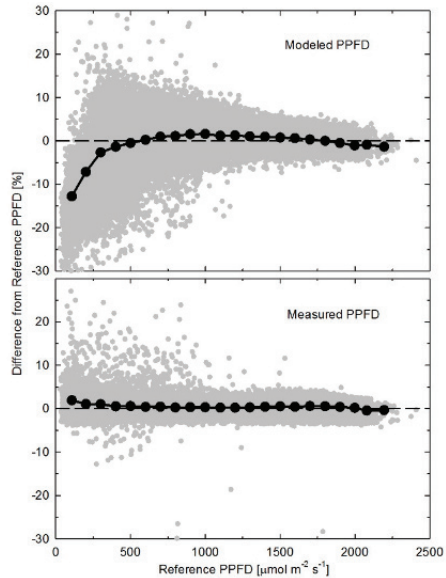 30
Modeled PPFD
20
10
0
-10
-20
-30
Difference from Reference PPFD [%]
30
Measured PPFD
20
10
0
-10
-20
-30
0 500 1000 1500 2000 2500
Reference PPFD [μmol m⁻² s⁻¹]